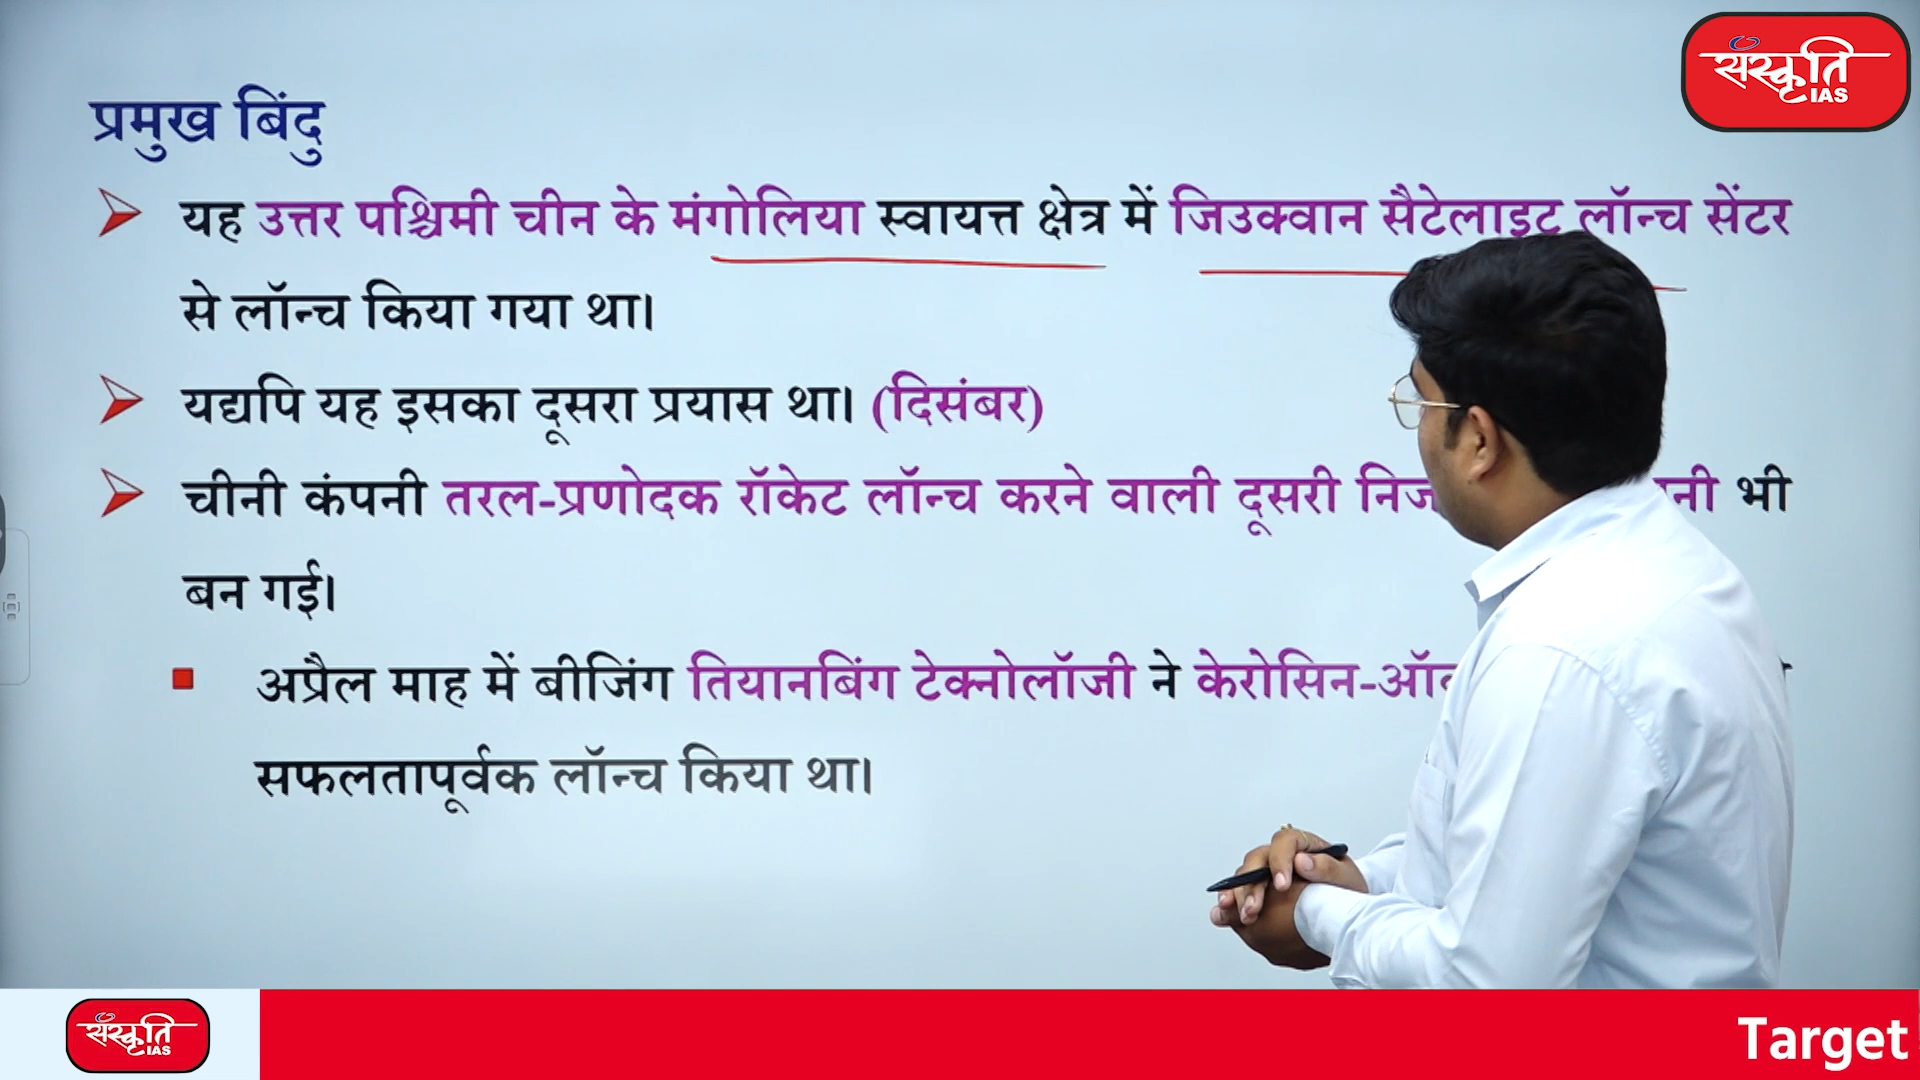 संस्कृति
IAS
प्रमुख बिंदु
यह उत्तर पश्चिमी चीन के मंगोलिया स्वायत्त क्षेत्र में जिउक्वान सैटेलाइट लॉन्च सेंटर
से लॉन्च किया गया था।
यद्यपि यह इसका दूसरा प्रयास था। (दिसंबर)
चीनी कंपनी तरल-प्रणोदक रॉकेट लॉन्च करने वाली दूसरी भी
बन गई।
अप्रैल माह में बीजिंग तियानबिंग टेक्नोलॉजी ने
सफलतापूर्वक लॉन्च किया था।
संस्कृति
IAS
Target